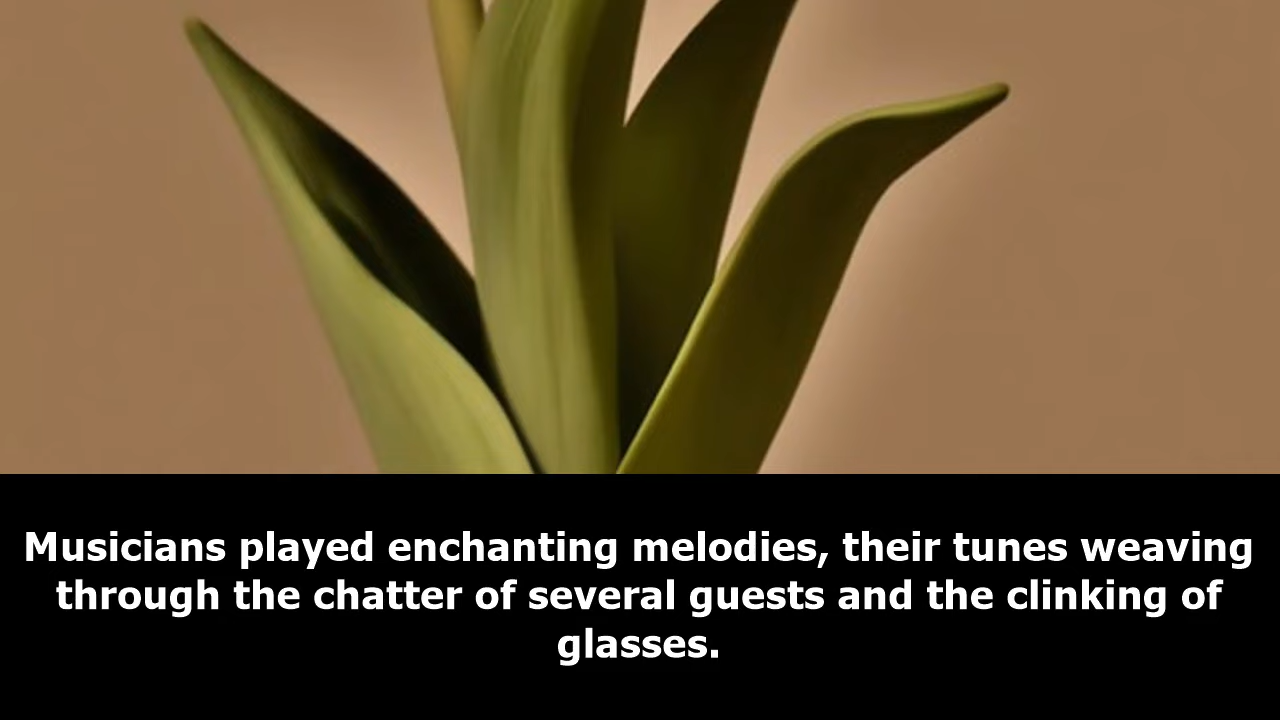 Musicians played enchanting melodies, their tunes weaving
through the chatter of several guests and the clinking of
glasses.